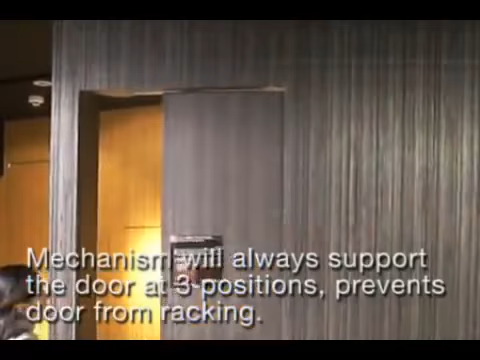 Mechanism will always support
the door at 3-positions, prevents
door from racking.